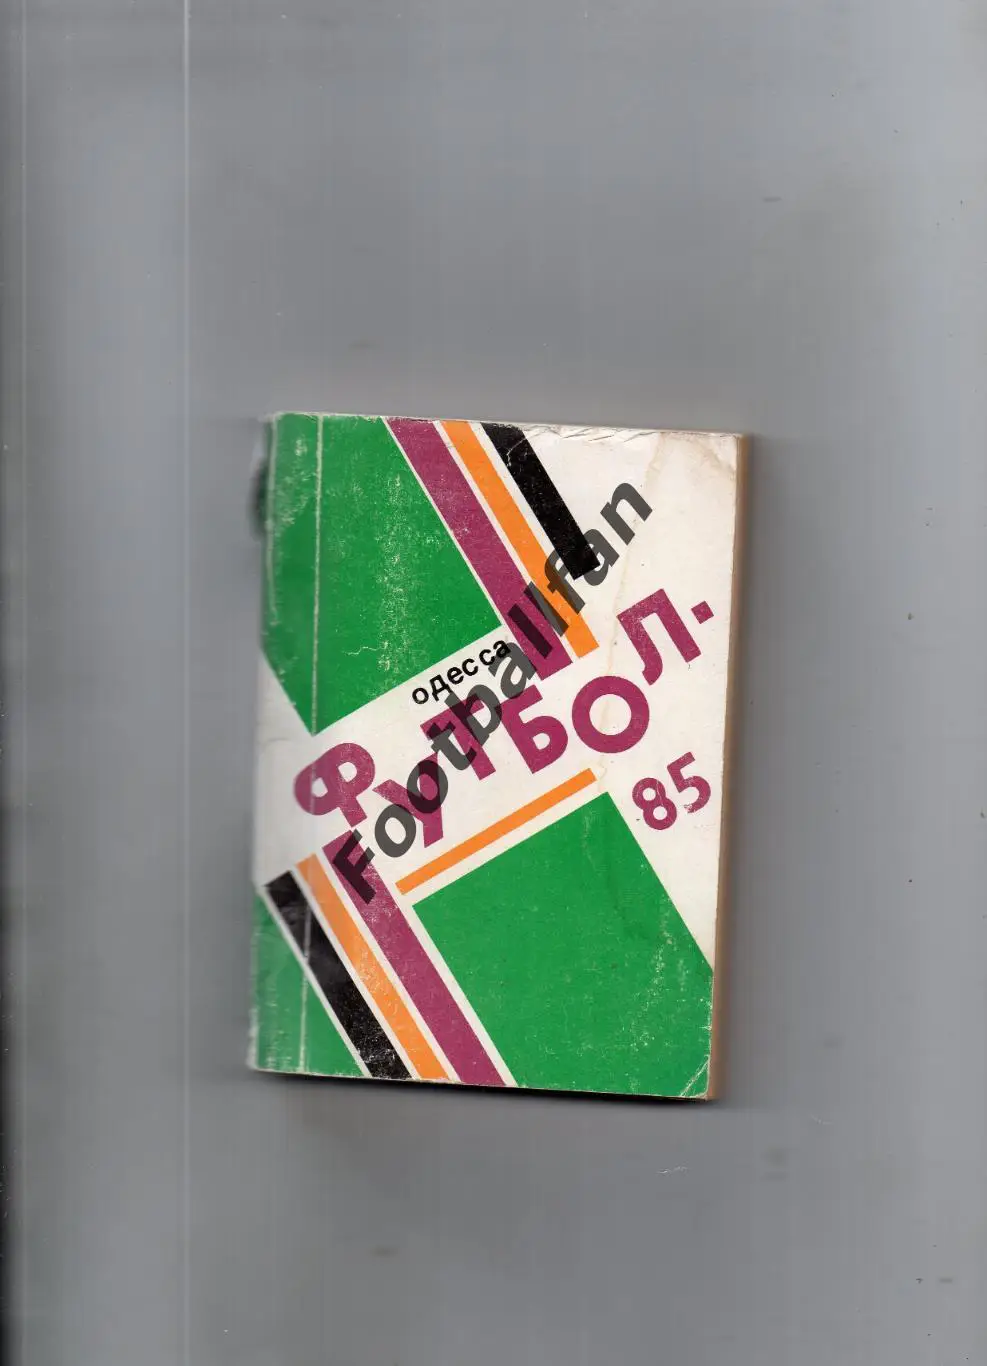 одесса
ФУТБОЛ.
85
Footballfan